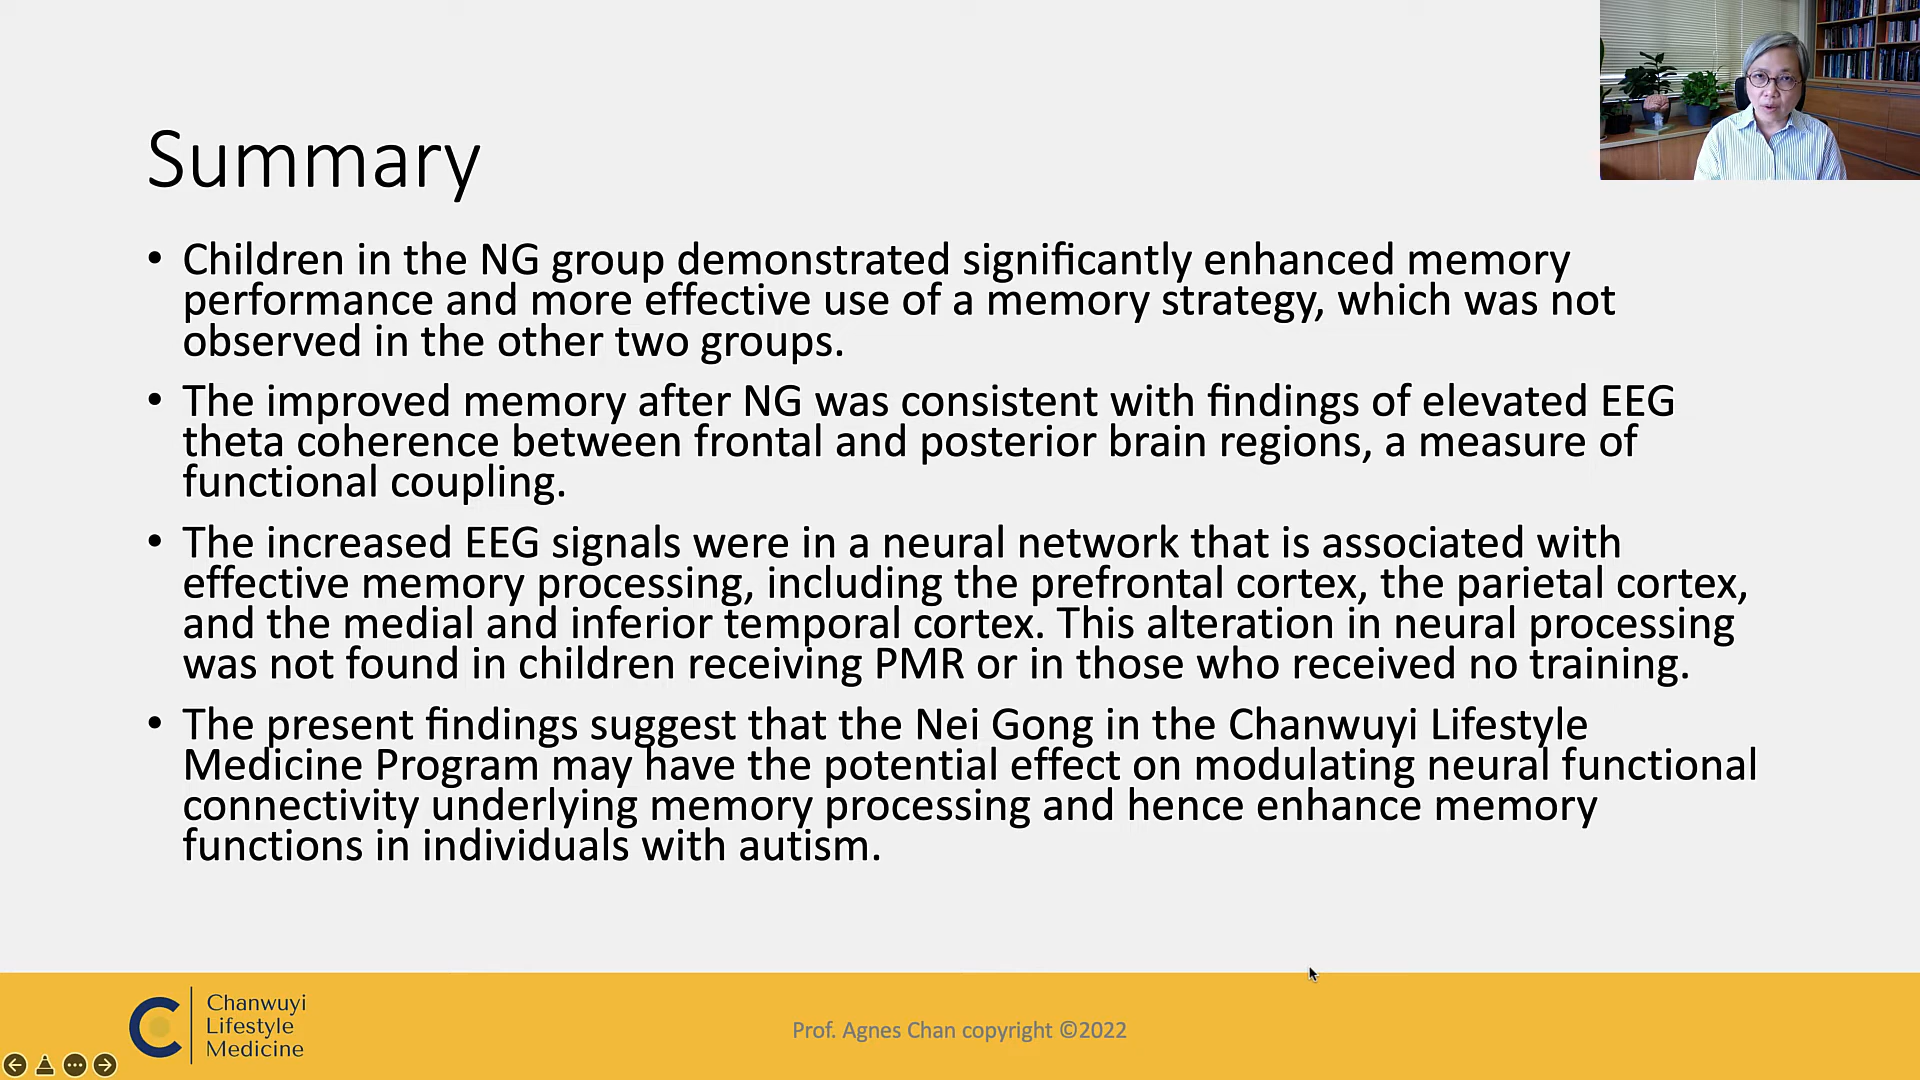 Summary
• Children in the NG group demonstrated significantly enhanced memory
performance and more effective use of a memory strategy, which was not
observed in the other two groups.
• The improved memory after NG was consistent with findings of elevated EEG
theta coherence between frontal and posterior brain regions, a measure of
functional coupling.
• The increased EEG signals were in a neural network that is associated with
effective memory processing, including the prefrontal cortex, the parietal cortex,
and the medial and inferior temporal cortex. This alteration in neural processing
was not found in children receiving PMR or in those who received no training.
• The present findings suggest that the Nei Gong in the Chanwuyi Lifestyle
Medicine Program may have the potential effect on modulating neural functional
connectivity underlying memory processing and hence enhance memory
functions in individuals with autism.
Chanwuyi
Lifestyle
Medicine
Prof. Agnes Chan copyright ©2022